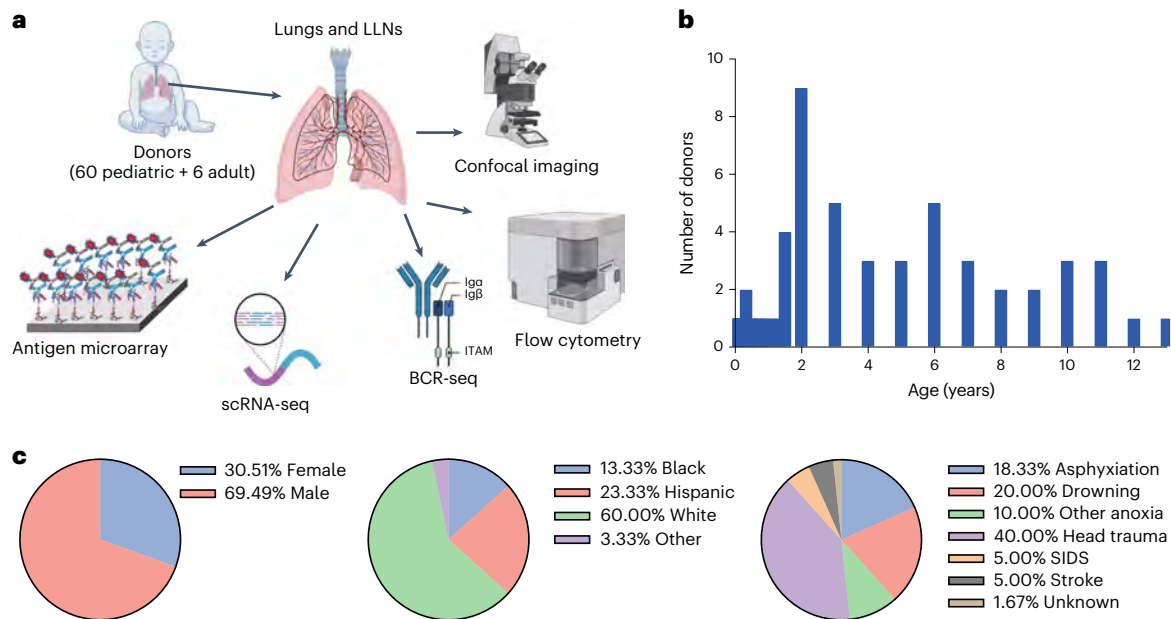 a
Lungs and LLNs
Donors
(60 pediatric + 6 adult)
Confocal imaging
Antigen microarray
scRNA-seq
Igα
Igβ
ITAM
BCR-seq
Flow cytometry
b
Number of donors
10
8
6
4
2
0
0 2 4 6 8 10 12
Age (years)
c
30.51% Female
69.49% Male
13.33% Black
23.33% Hispanic
60.00% White
3.33% Other
18.33% Asphyxiation
20.00% Drowning
10.00% Other anoxia
40.00% Head trauma
5.00% SIDS
5.00% Stroke
1.67% Unknown